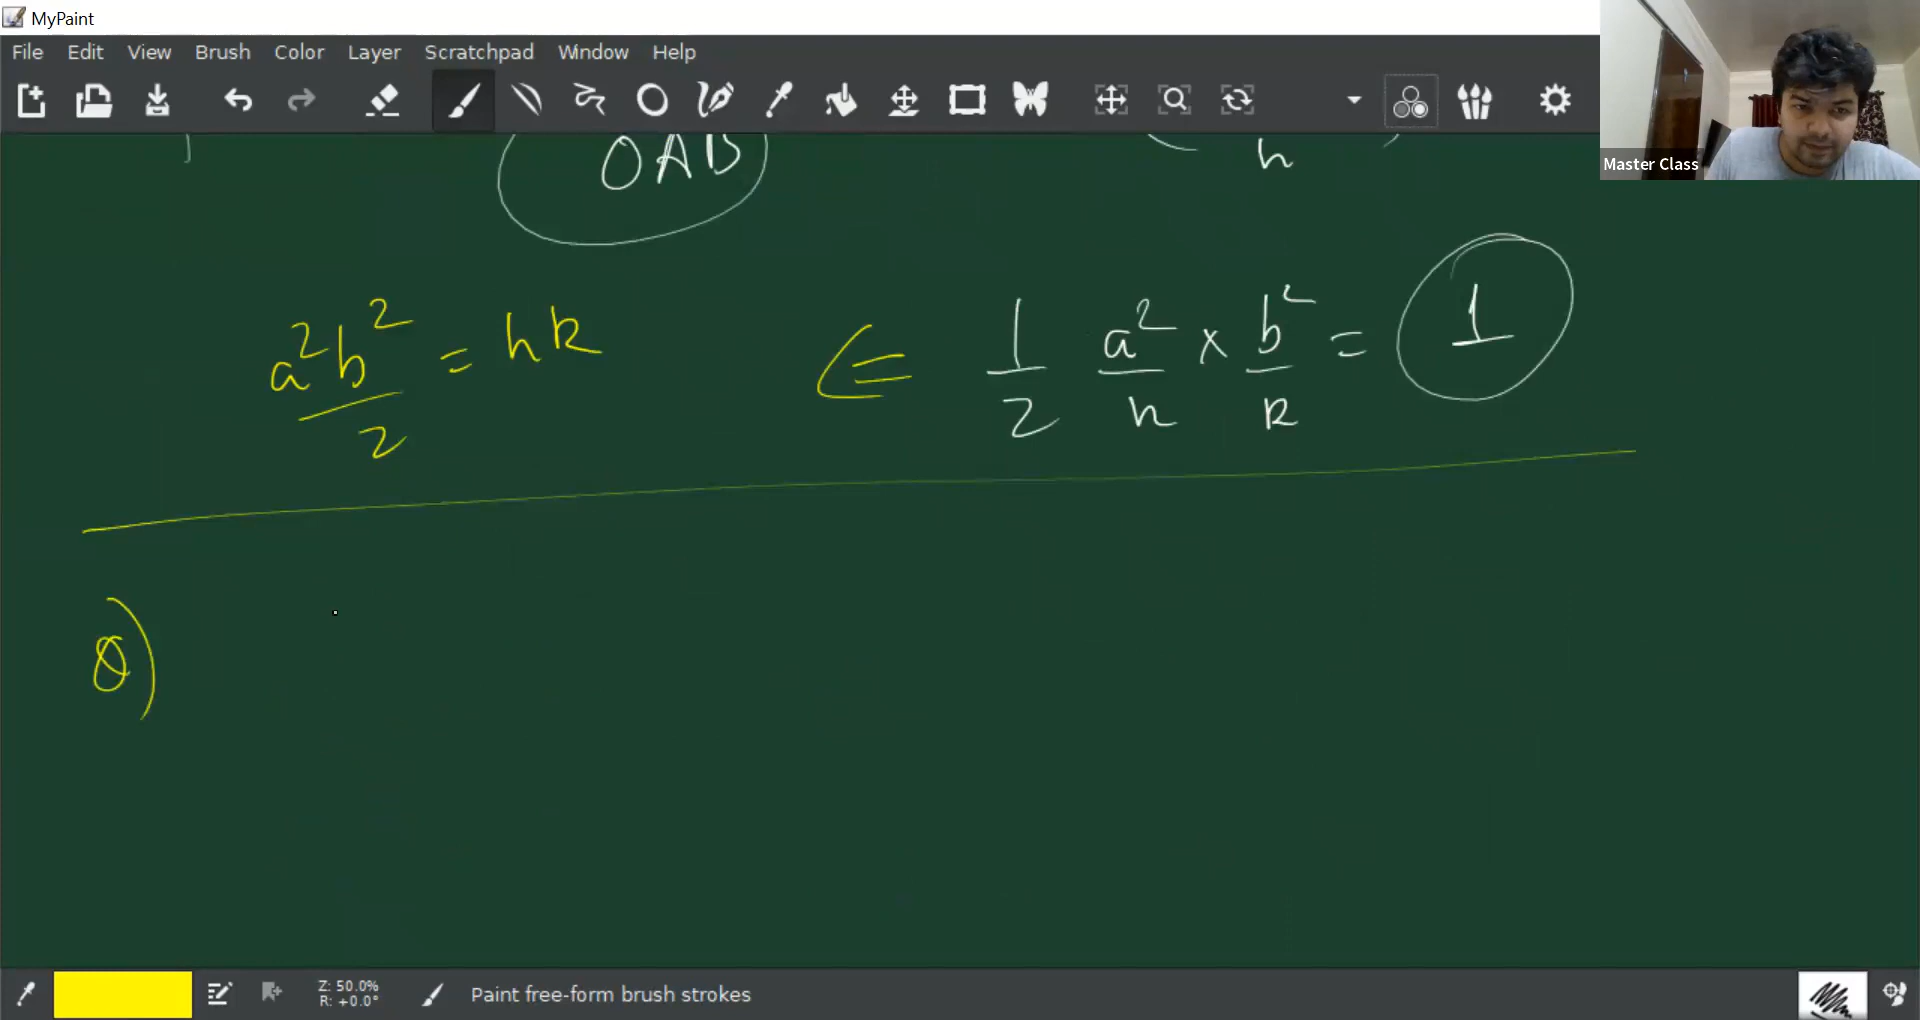 MyPaint
File Edit View Brush Color Layer Scratchpad Window Help
Master Class
OAB
h
a²b²/2 = hk
⇐ 1/2 a²/h × b²/k = 1
Q)
Z: 50.0%
R: +0.0°
Paint free-form brush strokes